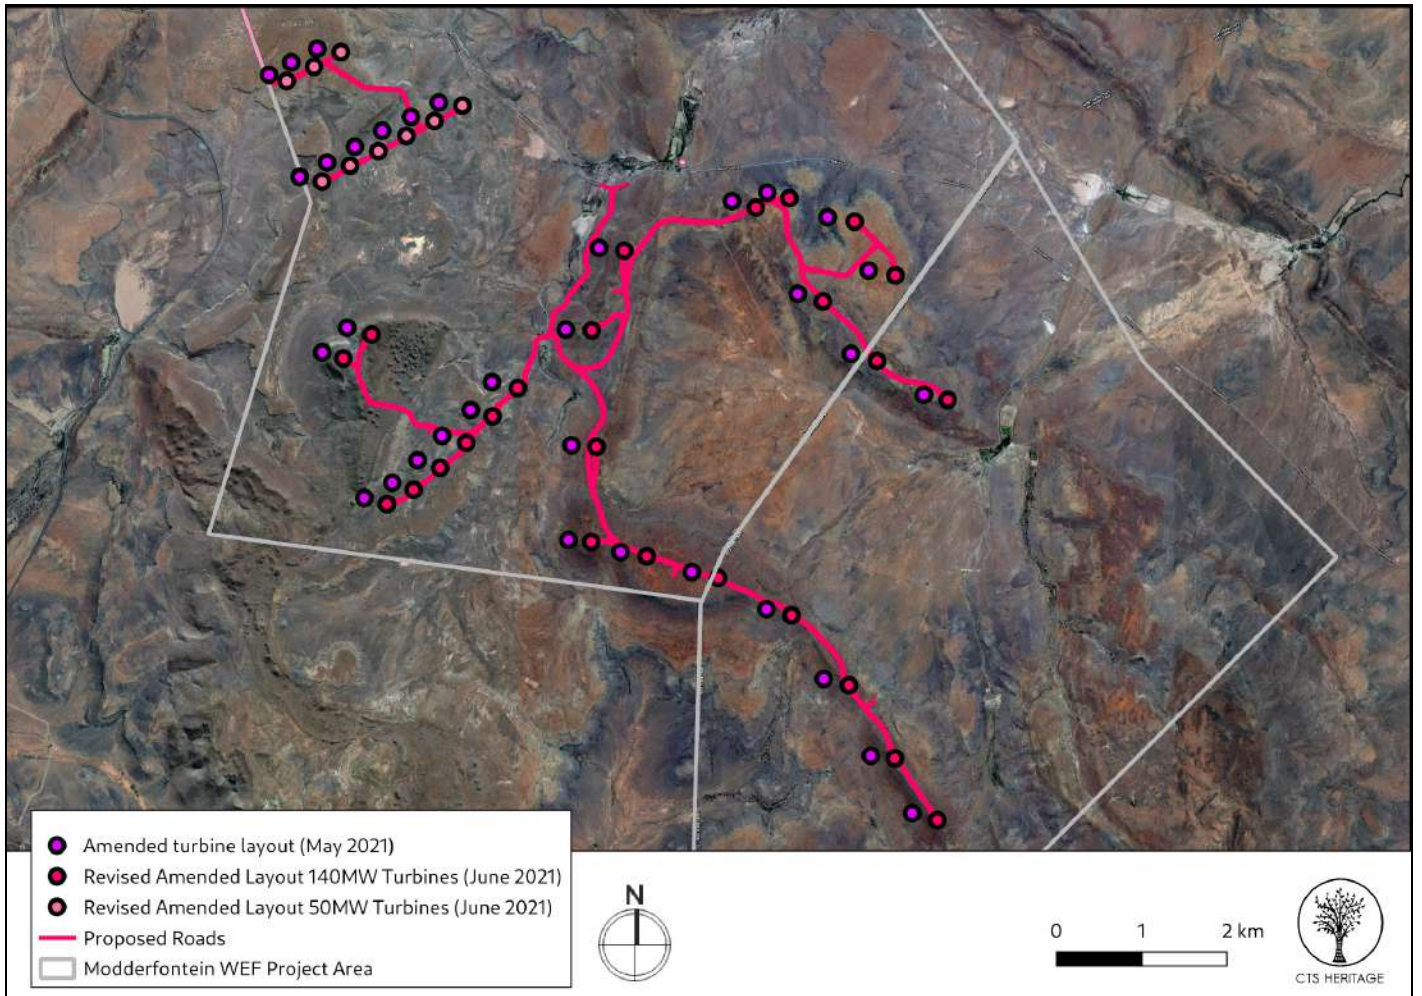 Amended turbine layout (May 2021)
Revised Amended Layout 140MW Turbines (June 2021)
Revised Amended Layout 50MW Turbines (June 2021)
Proposed Roads
Modderfontein WEF Project Area
N
0 1 2 km
CTS HERITAGE